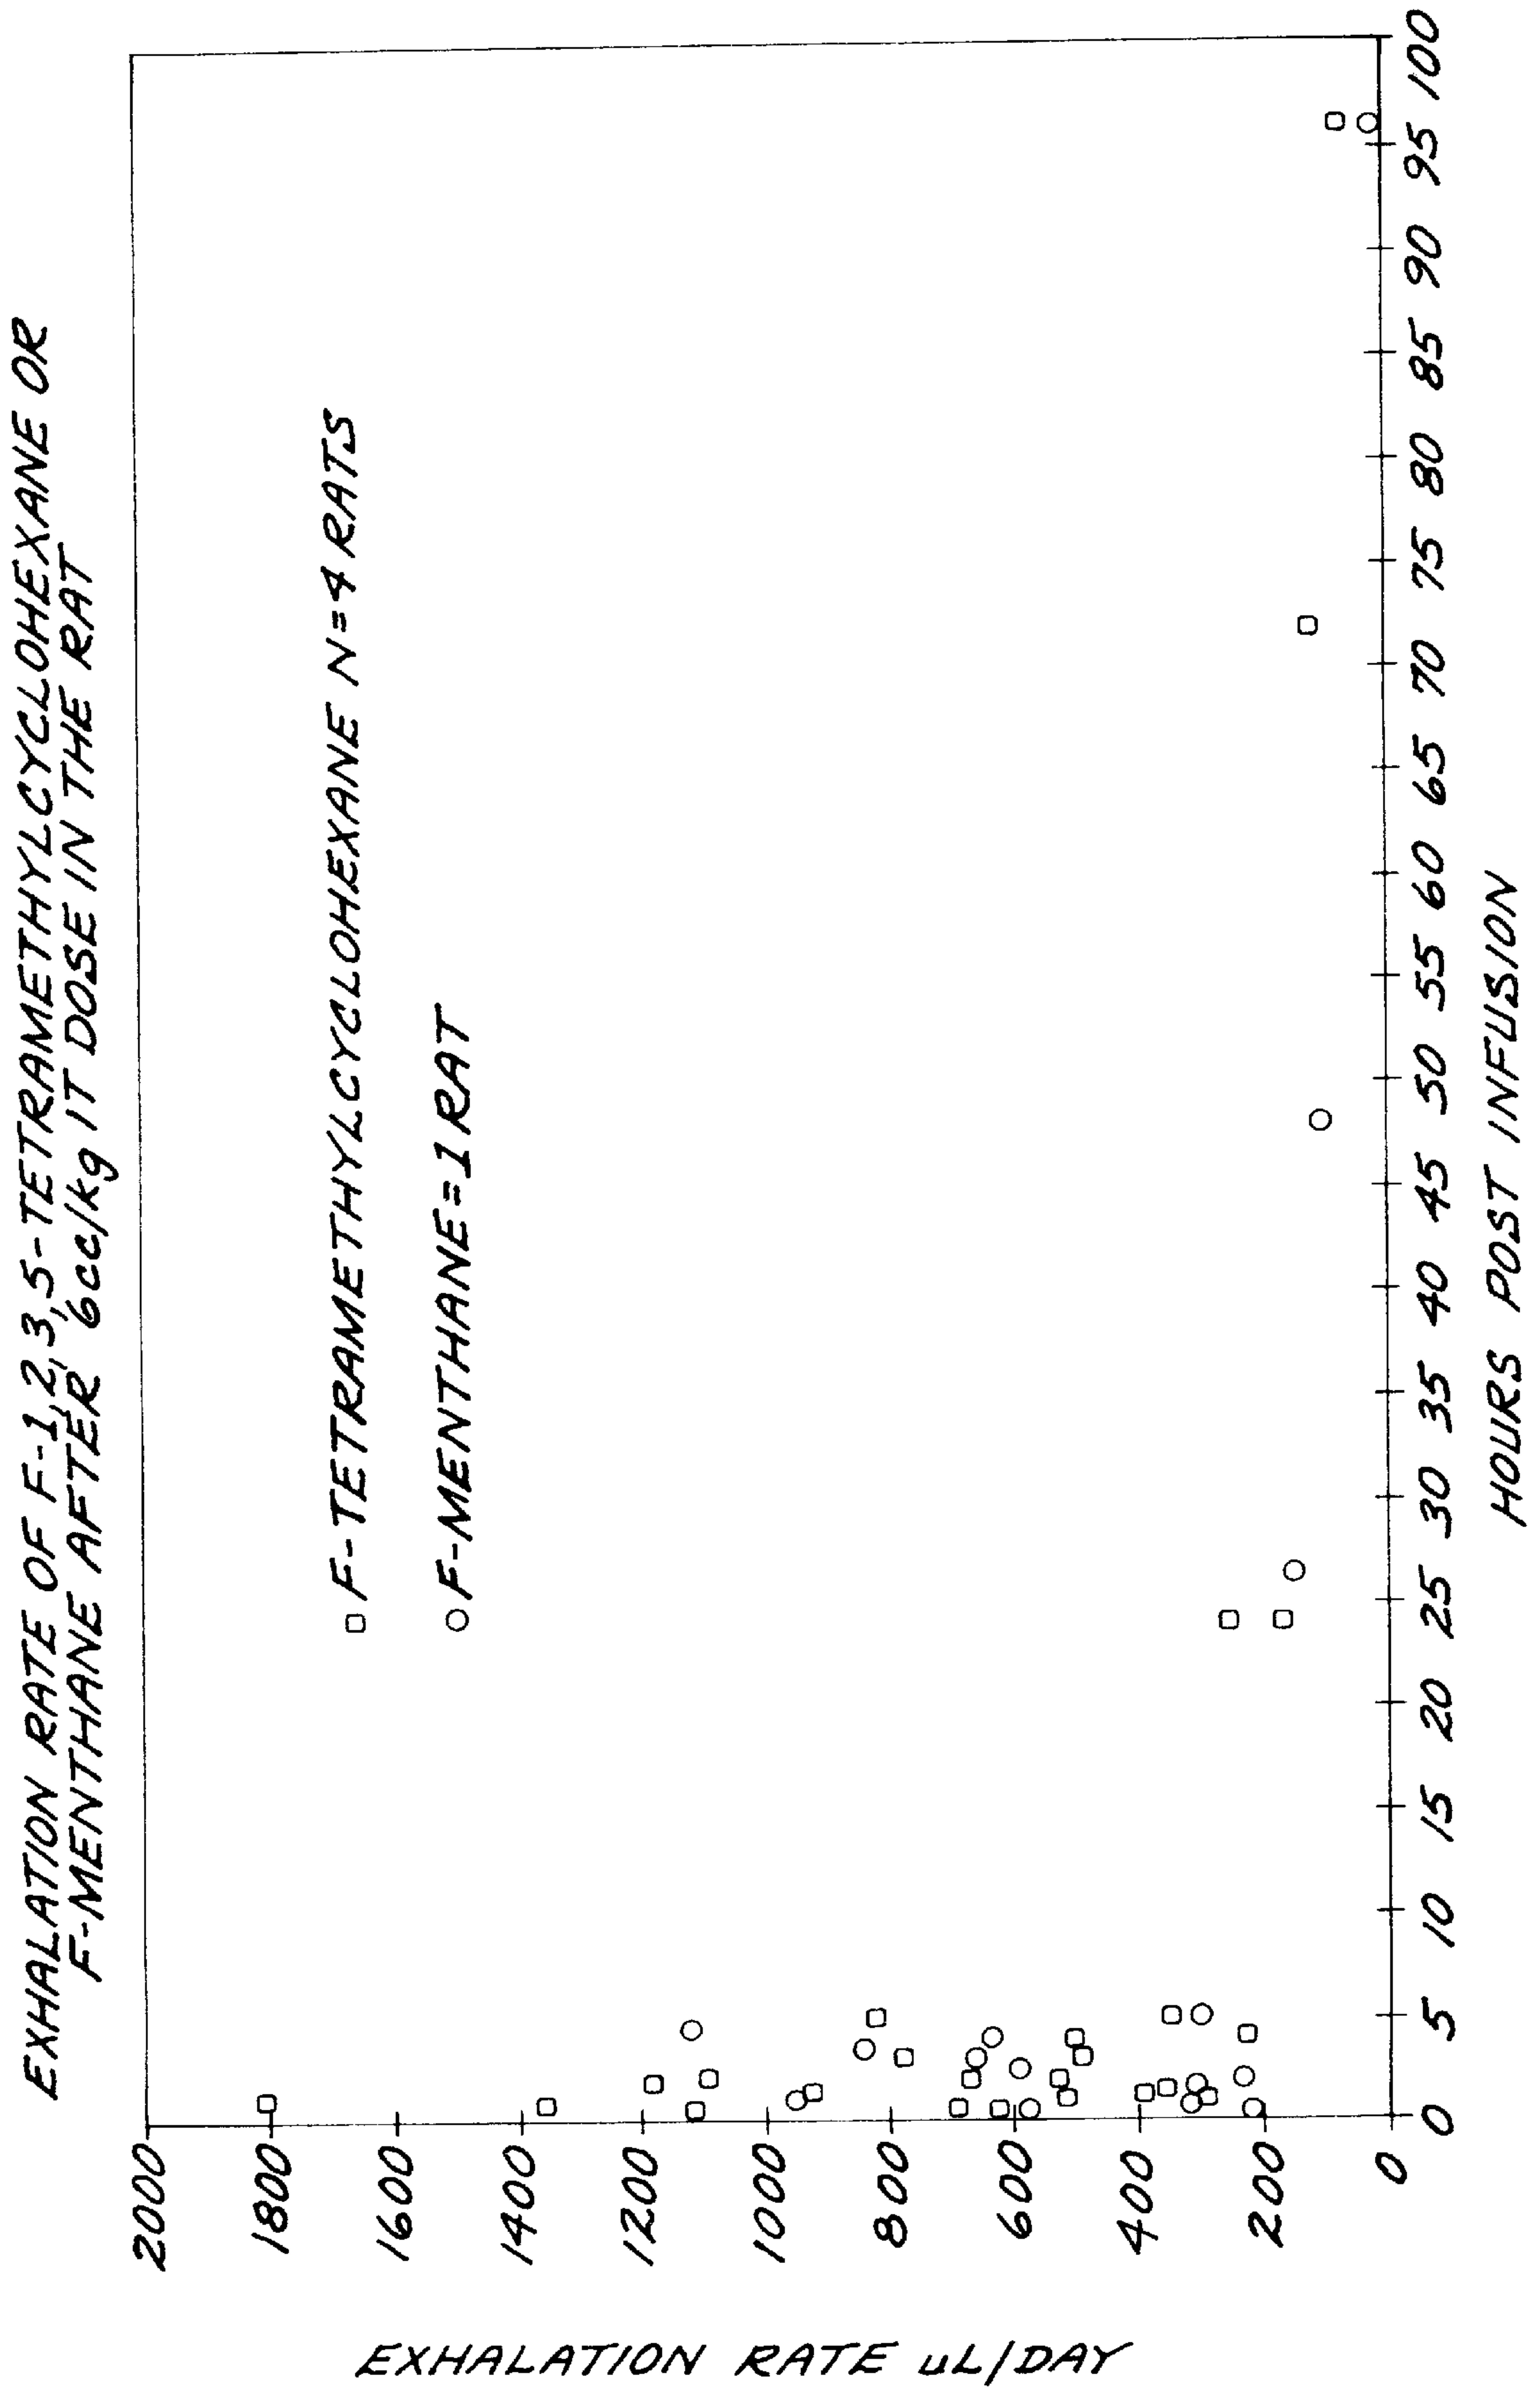 EXHALATION RATE OF F-1,2,3,5-TETRAMETHYLCYCLOHEXANE OR
F-MENTHANE AFTER 6cc/kg IT DOSE IN THE RAT
F-TETRAMETHYLCYCLOHEXANE N=4 RATS
F-MENTHANE=1 RAT
EXHALATION RATE uL/DAY
2000
1800
1600
1400
1200
1000
800
600
400
200
0
0 5 10 15 20 25 30 35 40 45 50 55 60 65 70 75 80 85 90 95 100
HOURS POST INFUSION